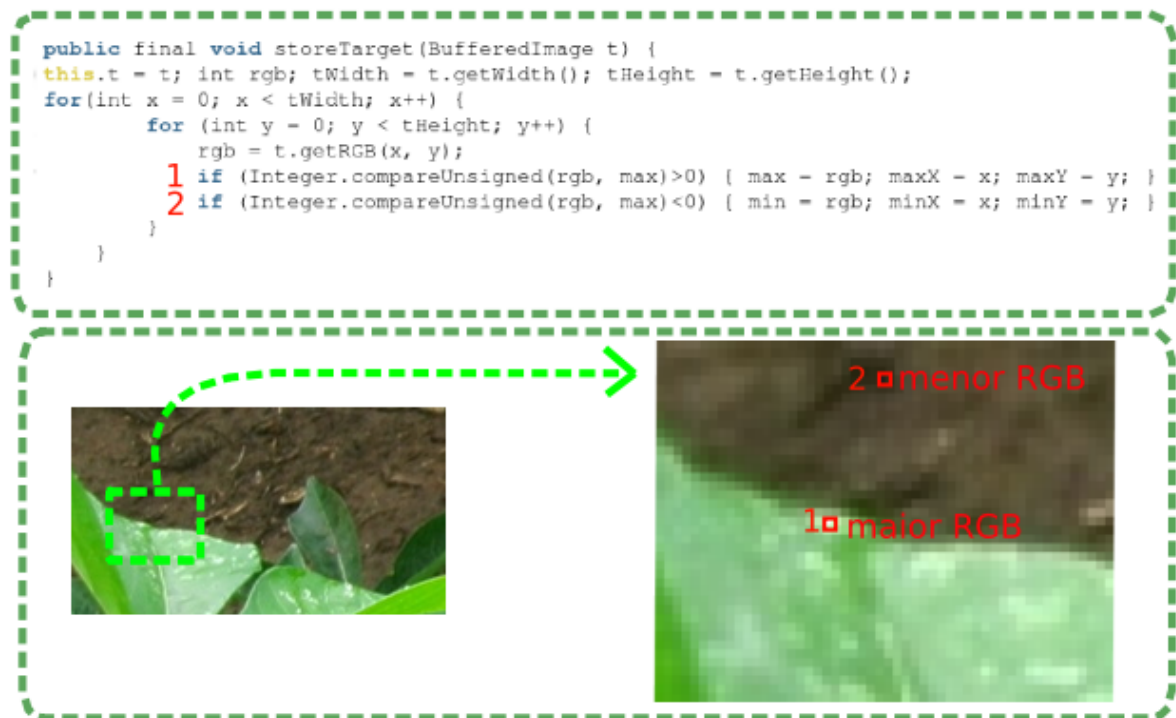 public final void storeTarget(BufferedImage t) {
this.t = t; int rgb; tWidth = t.getWidth(); tHeight = t.getHeight();
for(int x = 0; x < tWidth; x++) {
for (int y = 0; y < tHeight; y++) {
rgb = t.getRGB(x, y);
1 if (Integer.compareUnsigned(rgb, max)>0) { max = rgb; maxX = x; maxY = y; }
2 if (Integer.compareUnsigned(rgb, max)<0) { min = rgb; minX = x; minY = y; }
}
}
}
2 menor RGB
1 maior RGB